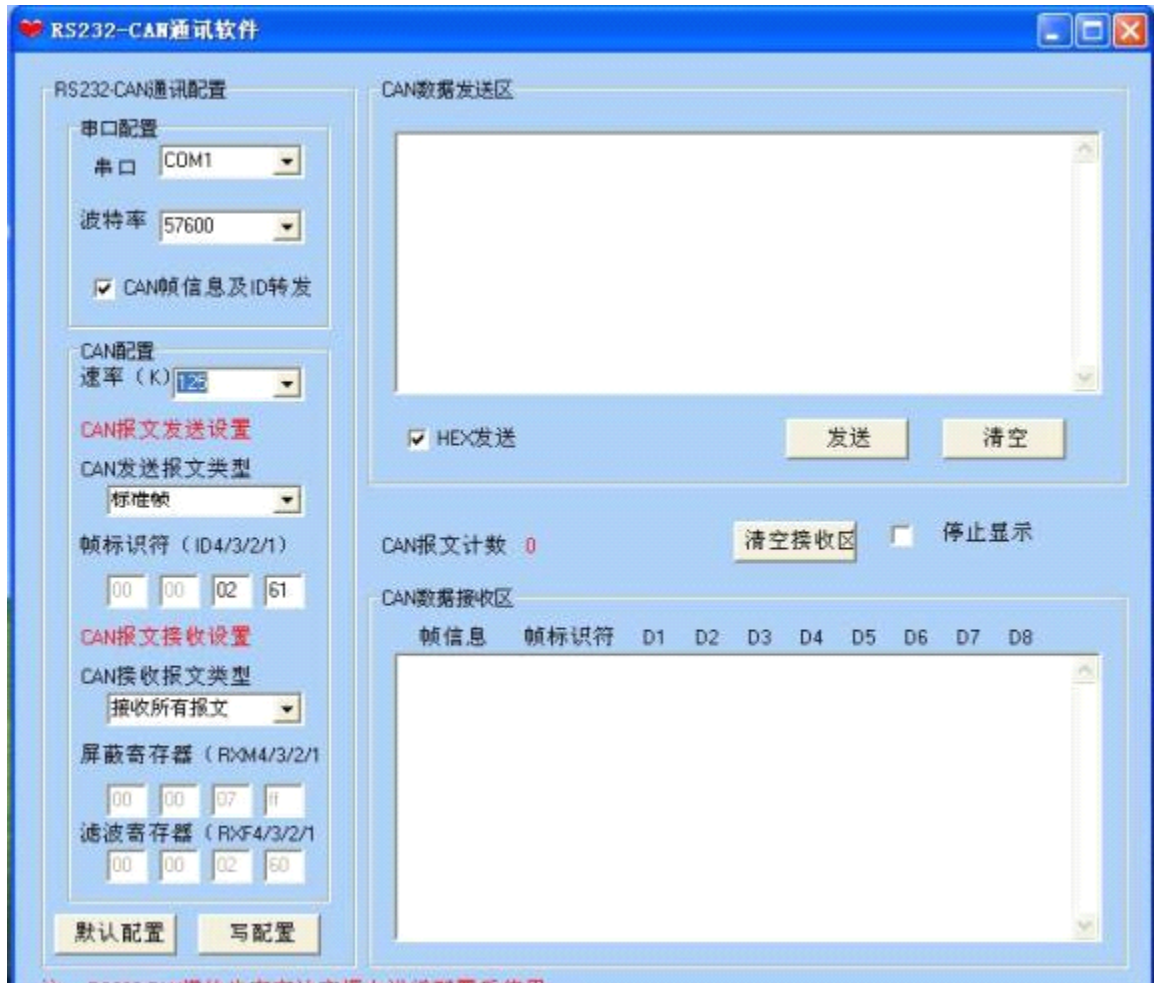 RS232-CAN通讯软件
RS232-CAN通讯配置
串口配置
串口 COM1
波特率 57600
CAN帧信息及ID转发
CAN配置
速率（K） 125
CAN报文发送设置
CAN发送报文类型
标准帧
帧标识符（ID4/3/2/1）
00 00 02 61
CAN报文接收设置
CAN接收报文类型
接收所有报文
屏蔽寄存器（RXM4/3/2/1
00 00 07 ff
滤波寄存器（RXF4/3/2/1
00 00 02 60
默认配置 写配置
CAN数据发送区
HEX发送 发送 清空
CAN报文计数 0 清空接收区 停止显示
CAN数据接收区
帧信息 帧标识符 D1 D2 D3 D4 D5 D6 D7 D8